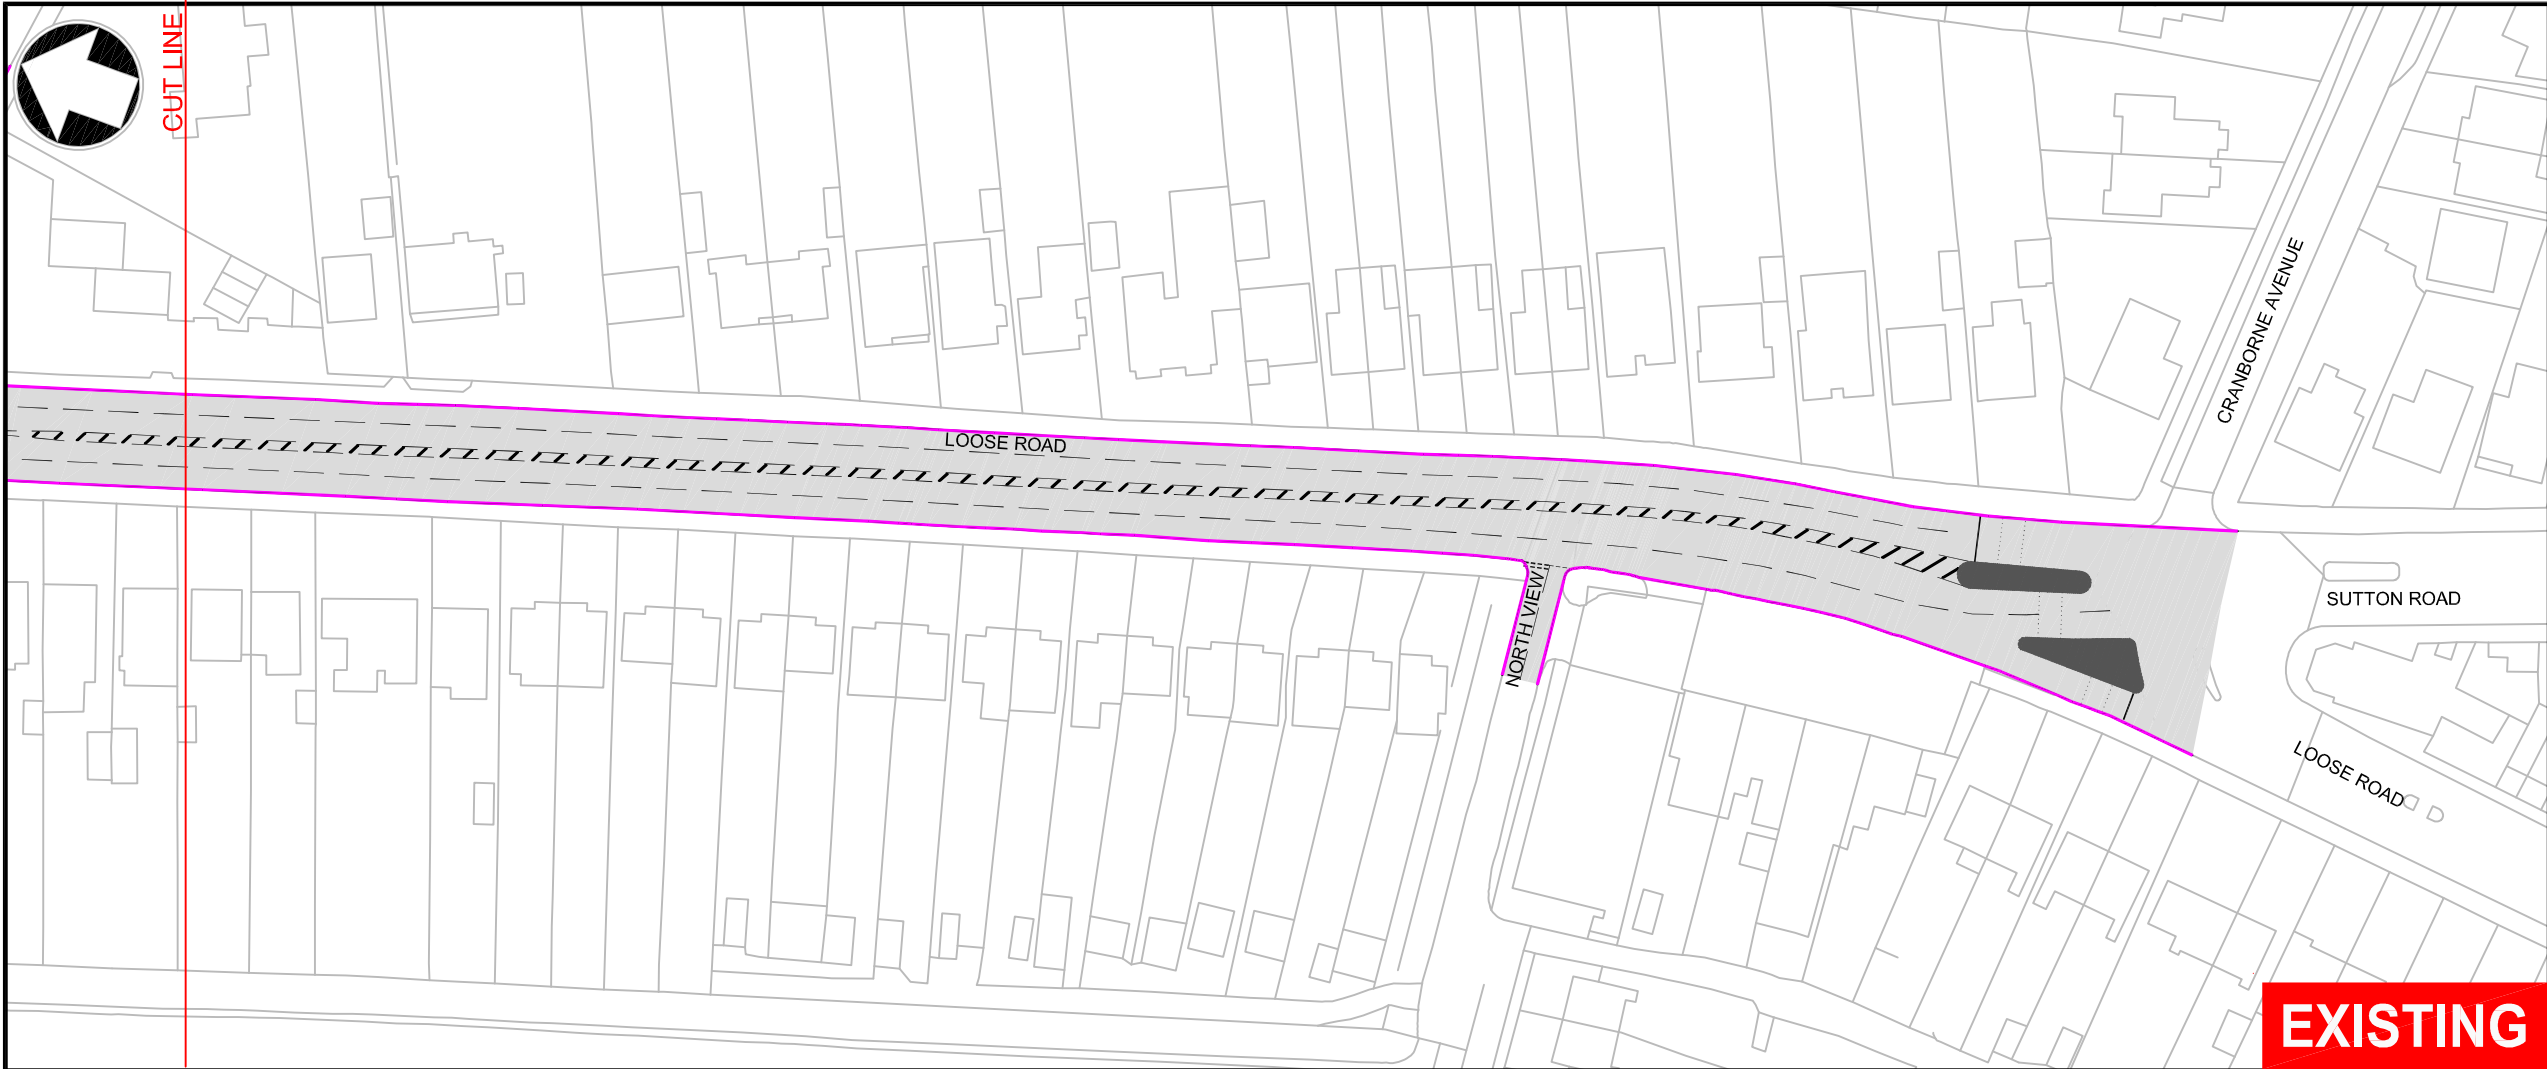 CUT LINE
LOOSE ROAD
CRANBORNE AVENUE
NORTH VIEW
SUTTON ROAD
LOOSE ROAD
EXISTING